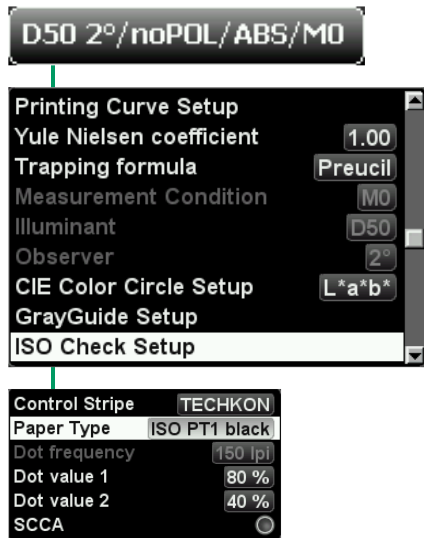 D50 2°/noPOL/ABS/M0
Printing Curve Setup
Yule Nielsen coefficient 1.00
Trapping formula Preucil
Measurement Condition M0
Illuminant D50
Observer 2°
CIE Color Circle Setup L*a*b*
GrayGuide Setup
ISO Check Setup
Control Stripe TECHKON
Paper Type ISO PT1 black
Dot frequency 150 lpi
Dot value 1 80 %
Dot value 2 40 %
SCCA